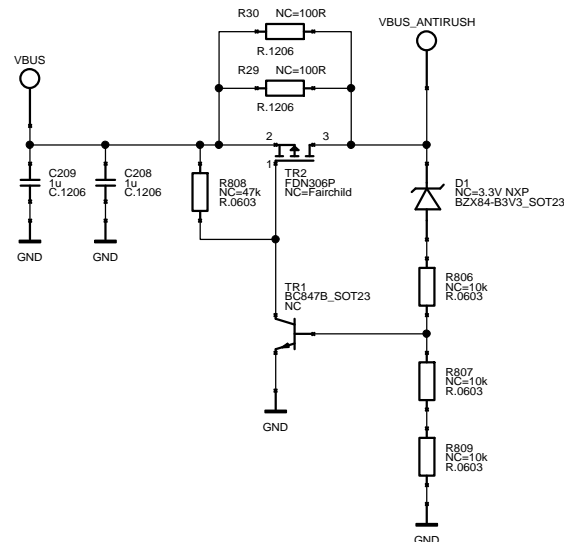 R30 NC=100R
R.1206
VBUS_ANTIRUSH
R29 NC=100R
R.1206
VBUS
2 3
1
C209
1u
C.1206
C208
1u
C.1206
R808
NC=47k
R.0603
TR2
FDN306P
NC=Fairchild
D1
NC=3.3V NXP
BZX84-B3V3_SOT23
GND
GND
R806
NC=10k
R.0603
TR1
BC847B_SOT23
NC
R807
NC=10k
R.0603
GND
R809
NC=10k
R.0603
GND